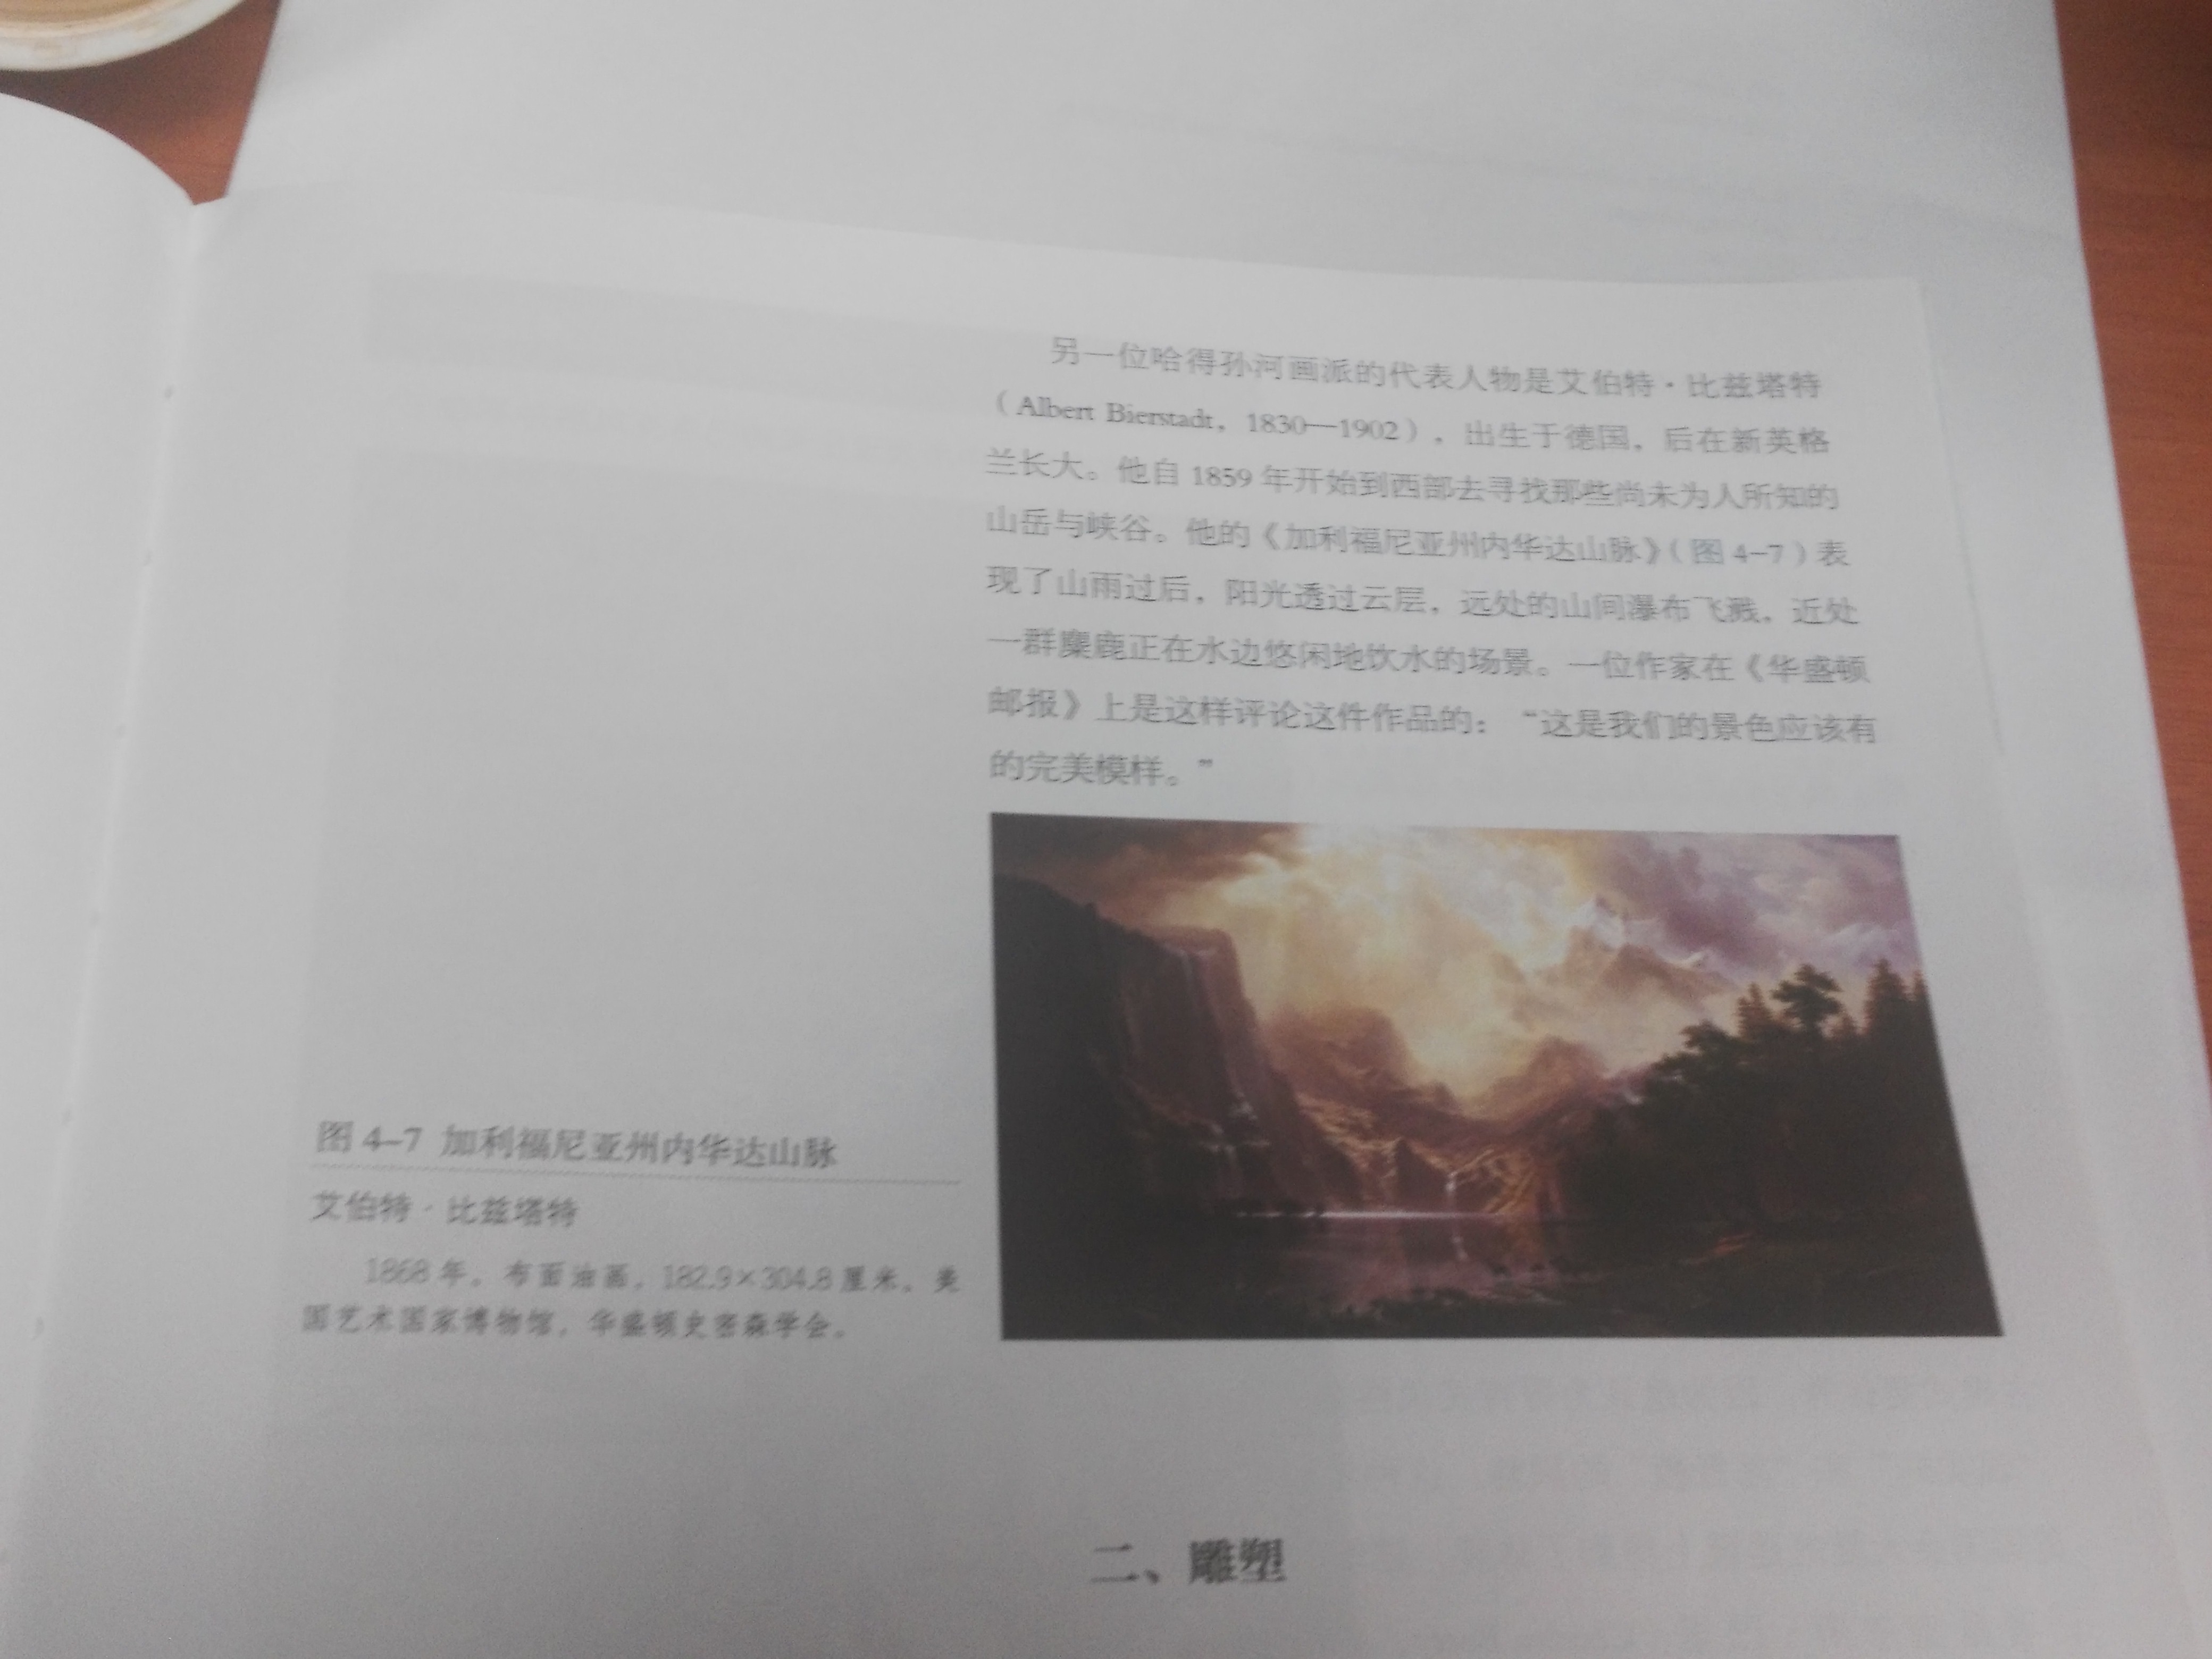 另一位哈得孙河画派的代表人物是艾伯特·比兹塔特
（Albert Bierstadt，1830—1902），出生于德国，后在新英格
兰长大。他自 1859 年开始到西部去寻找那些尚未为人所知的
山岳与峡谷。他的《加利福尼亚州内华达山脉》（图 4-7）表
现了山雨过后，阳光透过云层，远处的山间瀑布飞溅，近处
一群麋鹿正在水边悠闲地饮水的场景。一位作家在《华盛顿
邮报》上是这样评论这件作品的：“这是我们的景色应该有
的完美模样。”
图 4-7 加利福尼亚州内华达山脉
艾伯特·比兹塔特
1868 年，布面油画，182.9×304.8 厘米，美
国艺术国家博物馆，华盛顿史密森学会。
二、雕塑